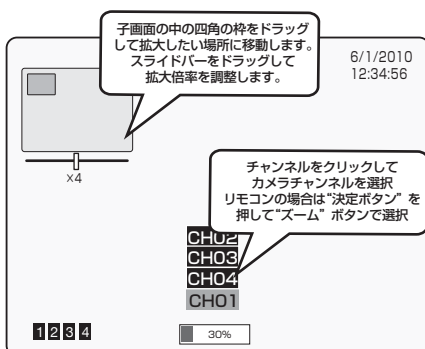 子画面の中の四角の枠をドラッグ
して拡大したい場所に移動します。
スライドバーをドラッグして
拡大倍率を調整します。
6/1/2010
12:34:56
×4
チャンネルをクリックして
カメラチャンネルを選択
リモコンの場合は“決定ボタン”を
押して“ズーム”ボタンで選択
CH02
CH03
CH04
CH01
1 2 3 4
30%